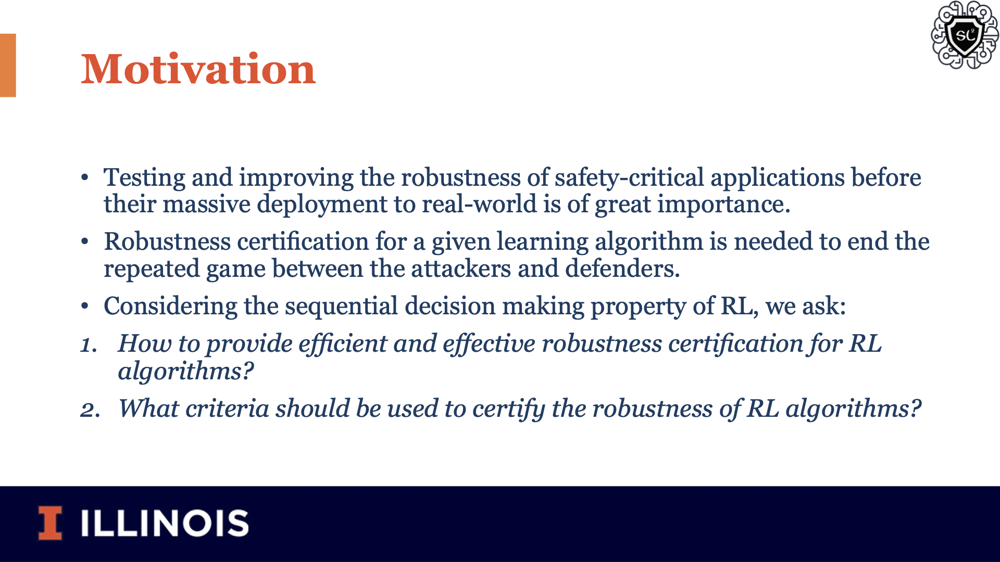 SL²
Motivation
• Testing and improving the robustness of safety-critical applications before
their massive deployment to real-world is of great importance.
• Robustness certification for a given learning algorithm is needed to end the
repeated game between the attackers and defenders.
• Considering the sequential decision making property of RL, we ask:
1. How to provide efficient and effective robustness certification for RL
algorithms?
2. What criteria should be used to certify the robustness of RL algorithms?
I ILLINOIS